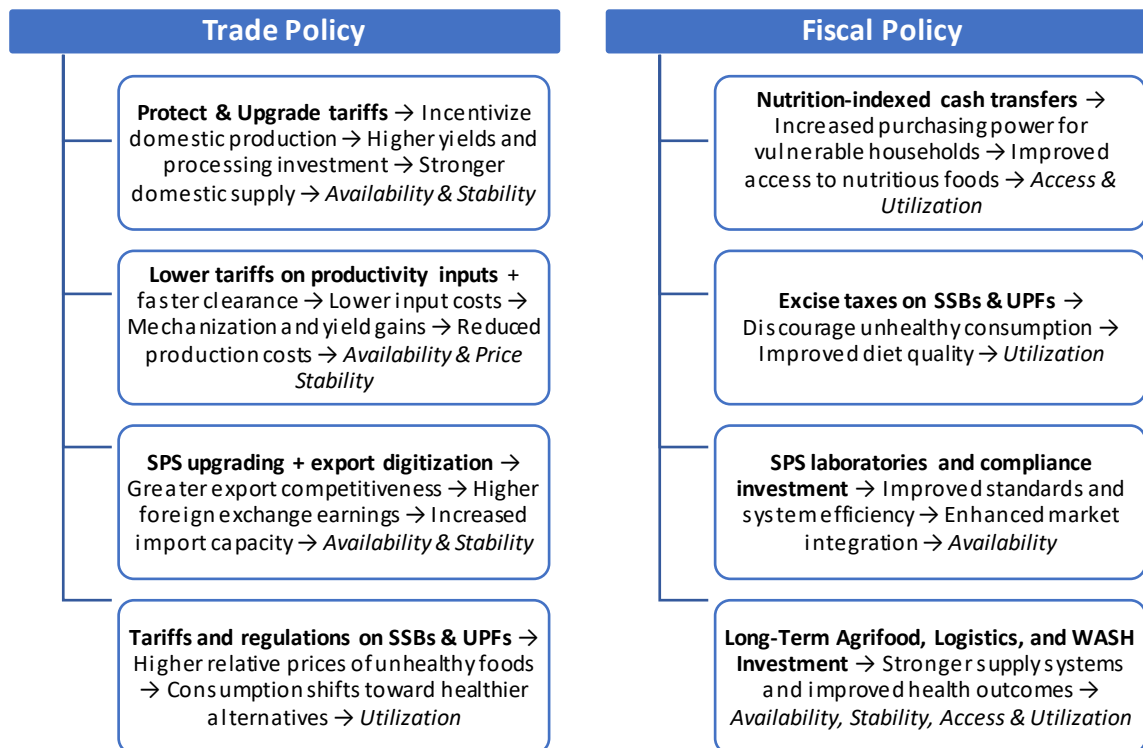 Trade Policy
Protect & Upgrade tariffs → Incentivize
domestic production → Higher yields and
processing investment → Stronger
domestic supply → Availability & Stability
Lower tariffs on productivity inputs +
faster clearance → Lower input costs →
Mechanization and yield gains → Reduced
production costs → Availability & Price
Stability
SPS upgrading + export digitization →
Greater export competitiveness → Higher
foreign exchange earnings → Increased
import capacity → Availability & Stability
Tariffs and regulations on SSBs & UPFs →
Higher relative prices of unhealthy foods
→ Consumption shifts toward healthier
alternatives → Utilization
Fiscal Policy
Nutrition-indexed cash transfers →
Increased purchasing power for
vulnerable households → Improved
access to nutritious foods → Access &
Utilization
Excise taxes on SSBs & UPFs →
Discourage unhealthy consumption →
Improved diet quality → Utilization
SPS laboratories and compliance
investment → Improved standards and
system efficiency → Enhanced market
integration → Availability
Long-Term Agrifood, Logistics, and WASH
Investment → Stronger supply systems
and improved health outcomes →
Availability, Stability, Access & Utilization